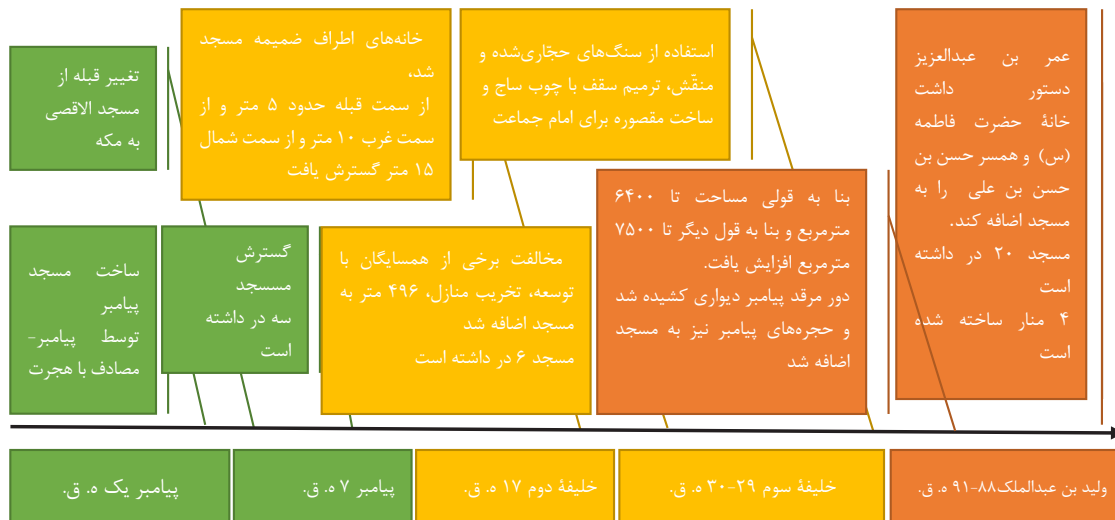 تغییر قبله از
مسجد الاقصی
به مکه
خانه‌های اطراف ضمیمه مسجد
شد،
از سمت قبله حدود ۵ متر و از
سمت غرب ۱۰ متر و از سمت شمال
۱۵ متر گسترش یافت
استفاده از سنگ‌های حجّاری‌شده و
منقّش، ترمیم سقف با چوب ساج و
ساخت مقصوره برای امام جماعت
عمر بن عبدالعزیز
دستور داشت
خانۀ حضرت فاطمه
(س) و همسر حسن بن
حسن بن علی را به
مسجد اضافه کند.
مسجد ۲۰ در داشته
است
۴ منار ساخته شده
است
ساخت مسجد
پیامبر
توسط پیامبر-
مصادف با هجرت
گسترش
مسسجد
سه در داشته
است
مخالفت برخی از همسایگان با
توسعه، تخریب منازل، ۴۹۶ متر به
مسجد اضافه شد
مسجد ۶ در داشته است
بنا به قولی مساحت تا ۶۴۰۰
مترمربع و بنا به قول دیگر تا ۷۵۰۰
مترمربع افزایش یافت.
دور مرقد پیامبر دیواری کشیده شد
و حجره‌های پیامبر نیز به مسجد
اضافه شد
پیامبر یک ه. ق.
پیامبر ۷ ه. ق.
خلیفۀ دوم ۱۷ ه. ق.
خلیفۀ سوم ۲۹-۳۰ ه. ق.
ولید بن عبدالملک۸۸-۹۱ ه. ق.